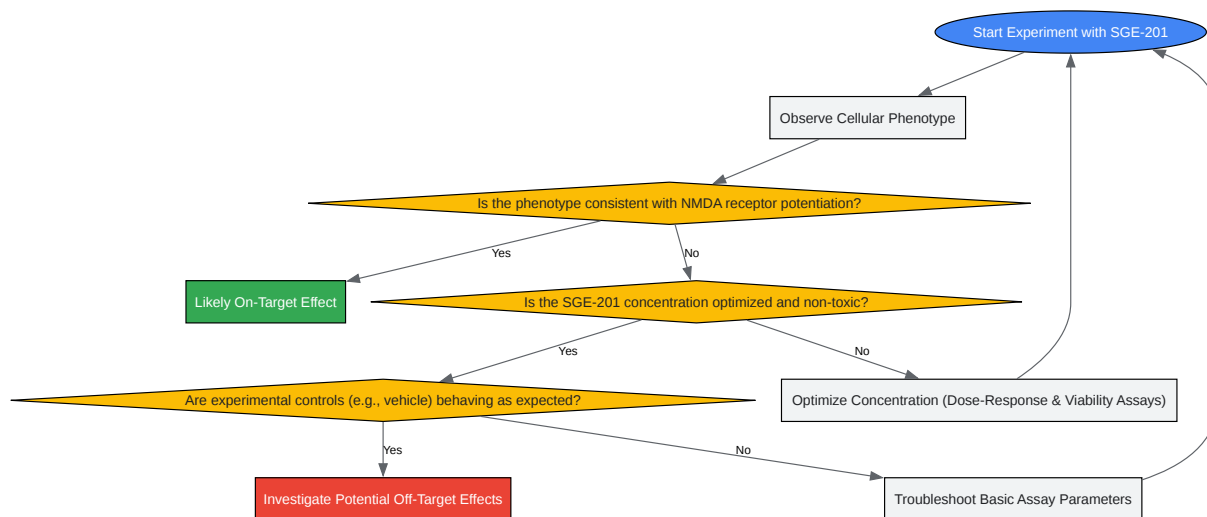 Start Experiment with SGE-201
Observe Cellular Phenotype
Is the phenotype consistent with NMDA receptor potentiation?
Yes
No
Likely On-Target Effect
Is the SGE-201 concentration optimized and non-toxic?
Yes
No
Optimize Concentration (Dose-Response & Viability Assays)
Are experimental controls (e.g., vehicle) behaving as expected?
Yes
No
Investigate Potential Off-Target Effects
Troubleshoot Basic Assay Parameters